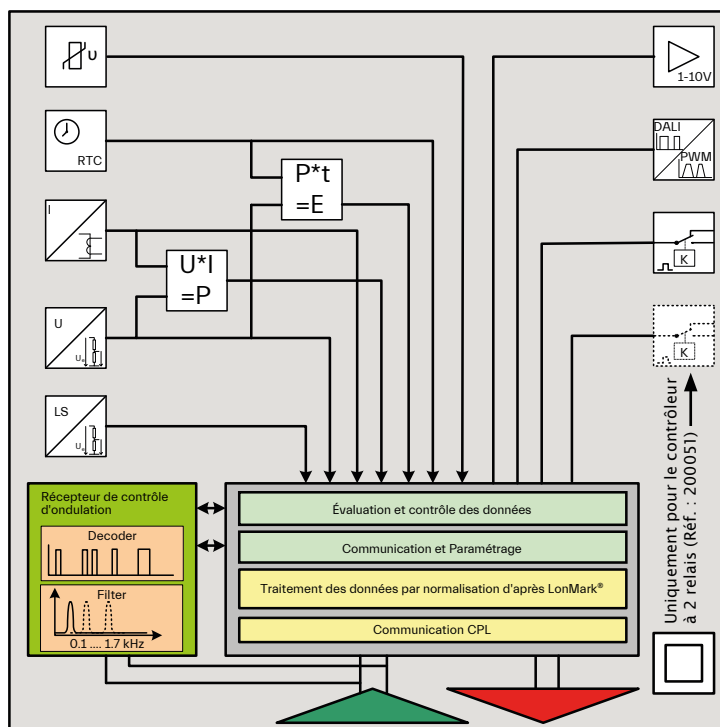 U
1-10V
RTC
DALI
PWM
P*t
=E
I
K
U*I
=P
U
Uₑ
K
LS
Uₑ
Uniquement pour le contrôleur
à 2 relais (Réf. : 200051)
Récepteur de contrôle
d'ondulation
Decoder
Filter
0.1 .... 1.7 kHz
Évaluation et contrôle des données
Communication et Paramétrage
Traitement des données par normalisation d'après LonMark®
Communication CPL